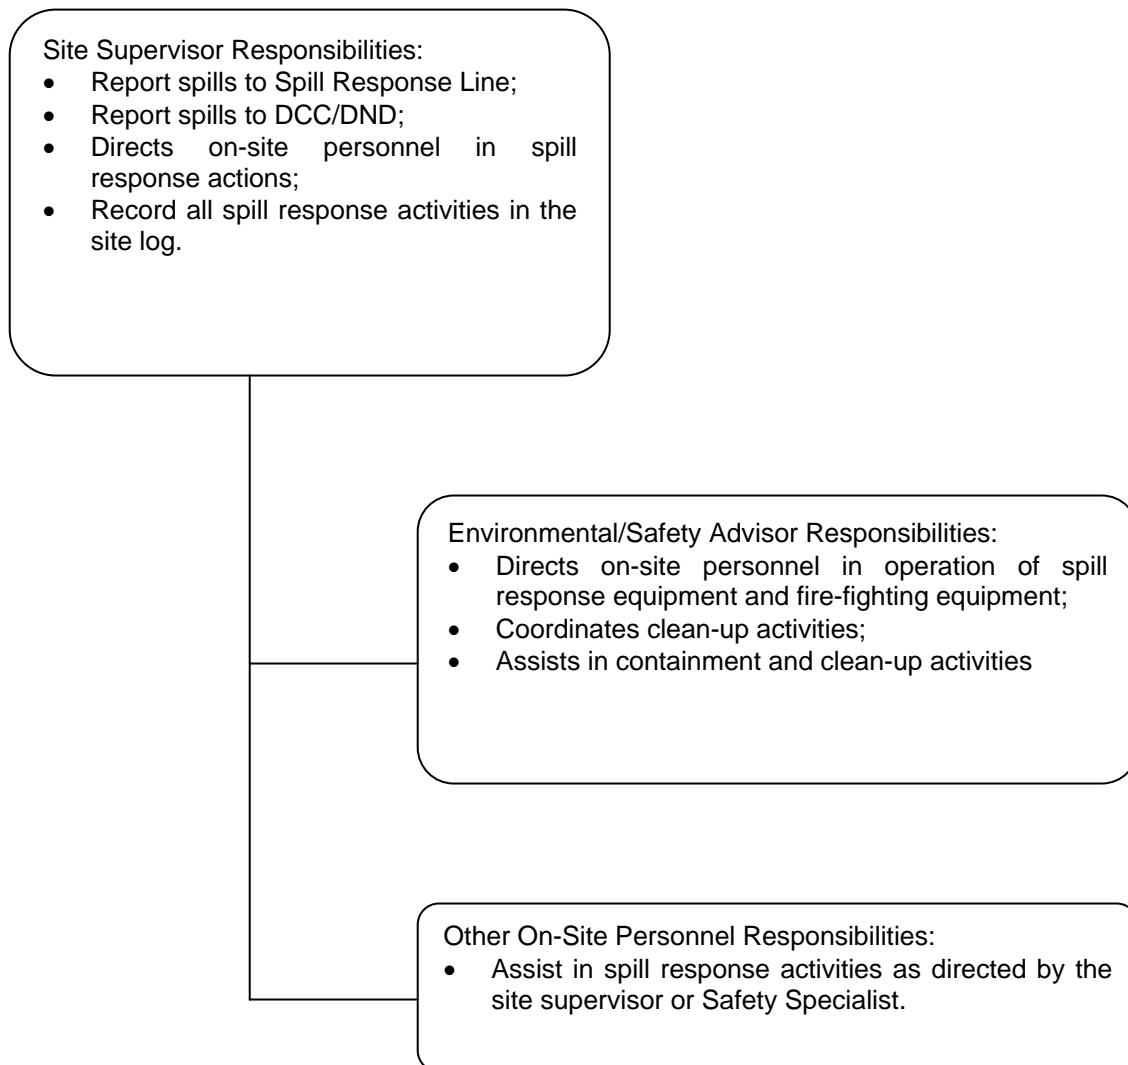 Site Supervisor Responsibilities:
• Report spills to Spill Response Line;
• Report spills to DCC/DND;
• Directs on-site personnel in spill
response actions;
• Record all spill response activities in the
site log.
Environmental/Safety Advisor Responsibilities:
• Directs on-site personnel in operation of spill
response equipment and fire-fighting equipment;
• Coordinates clean-up activities;
• Assists in containment and clean-up activities
Other On-Site Personnel Responsibilities:
• Assist in spill response activities as directed by the
site supervisor or Safety Specialist.